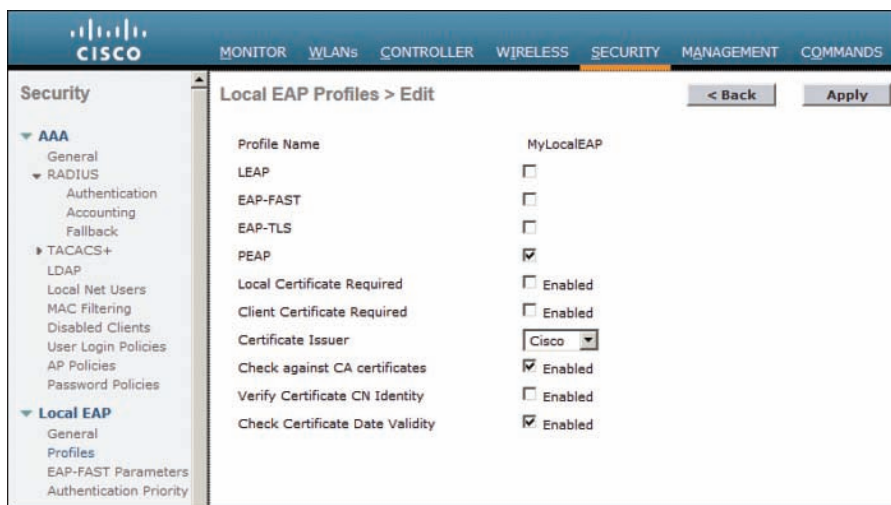 CISCO
MONITOR WLANs CONTROLLER WIRELESS SECURITY MANAGEMENT COMMANDS
Security
AAA
General
RADIUS
Authentication
Accounting
Fallback
TACACS+
LDAP
Local Net Users
MAC Filtering
Disabled Clients
User Login Policies
AP Policies
Password Policies
Local EAP
General
Profiles
EAP-FAST Parameters
Authentication Priority
Local EAP Profiles > Edit
< Back
Apply
Profile Name MyLocalEAP
LEAP
EAP-FAST
EAP-TLS
PEAP
Local Certificate Required Enabled
Client Certificate Required Enabled
Certificate Issuer Cisco
Check against CA certificates Enabled
Verify Certificate CN Identity Enabled
Check Certificate Date Validity Enabled